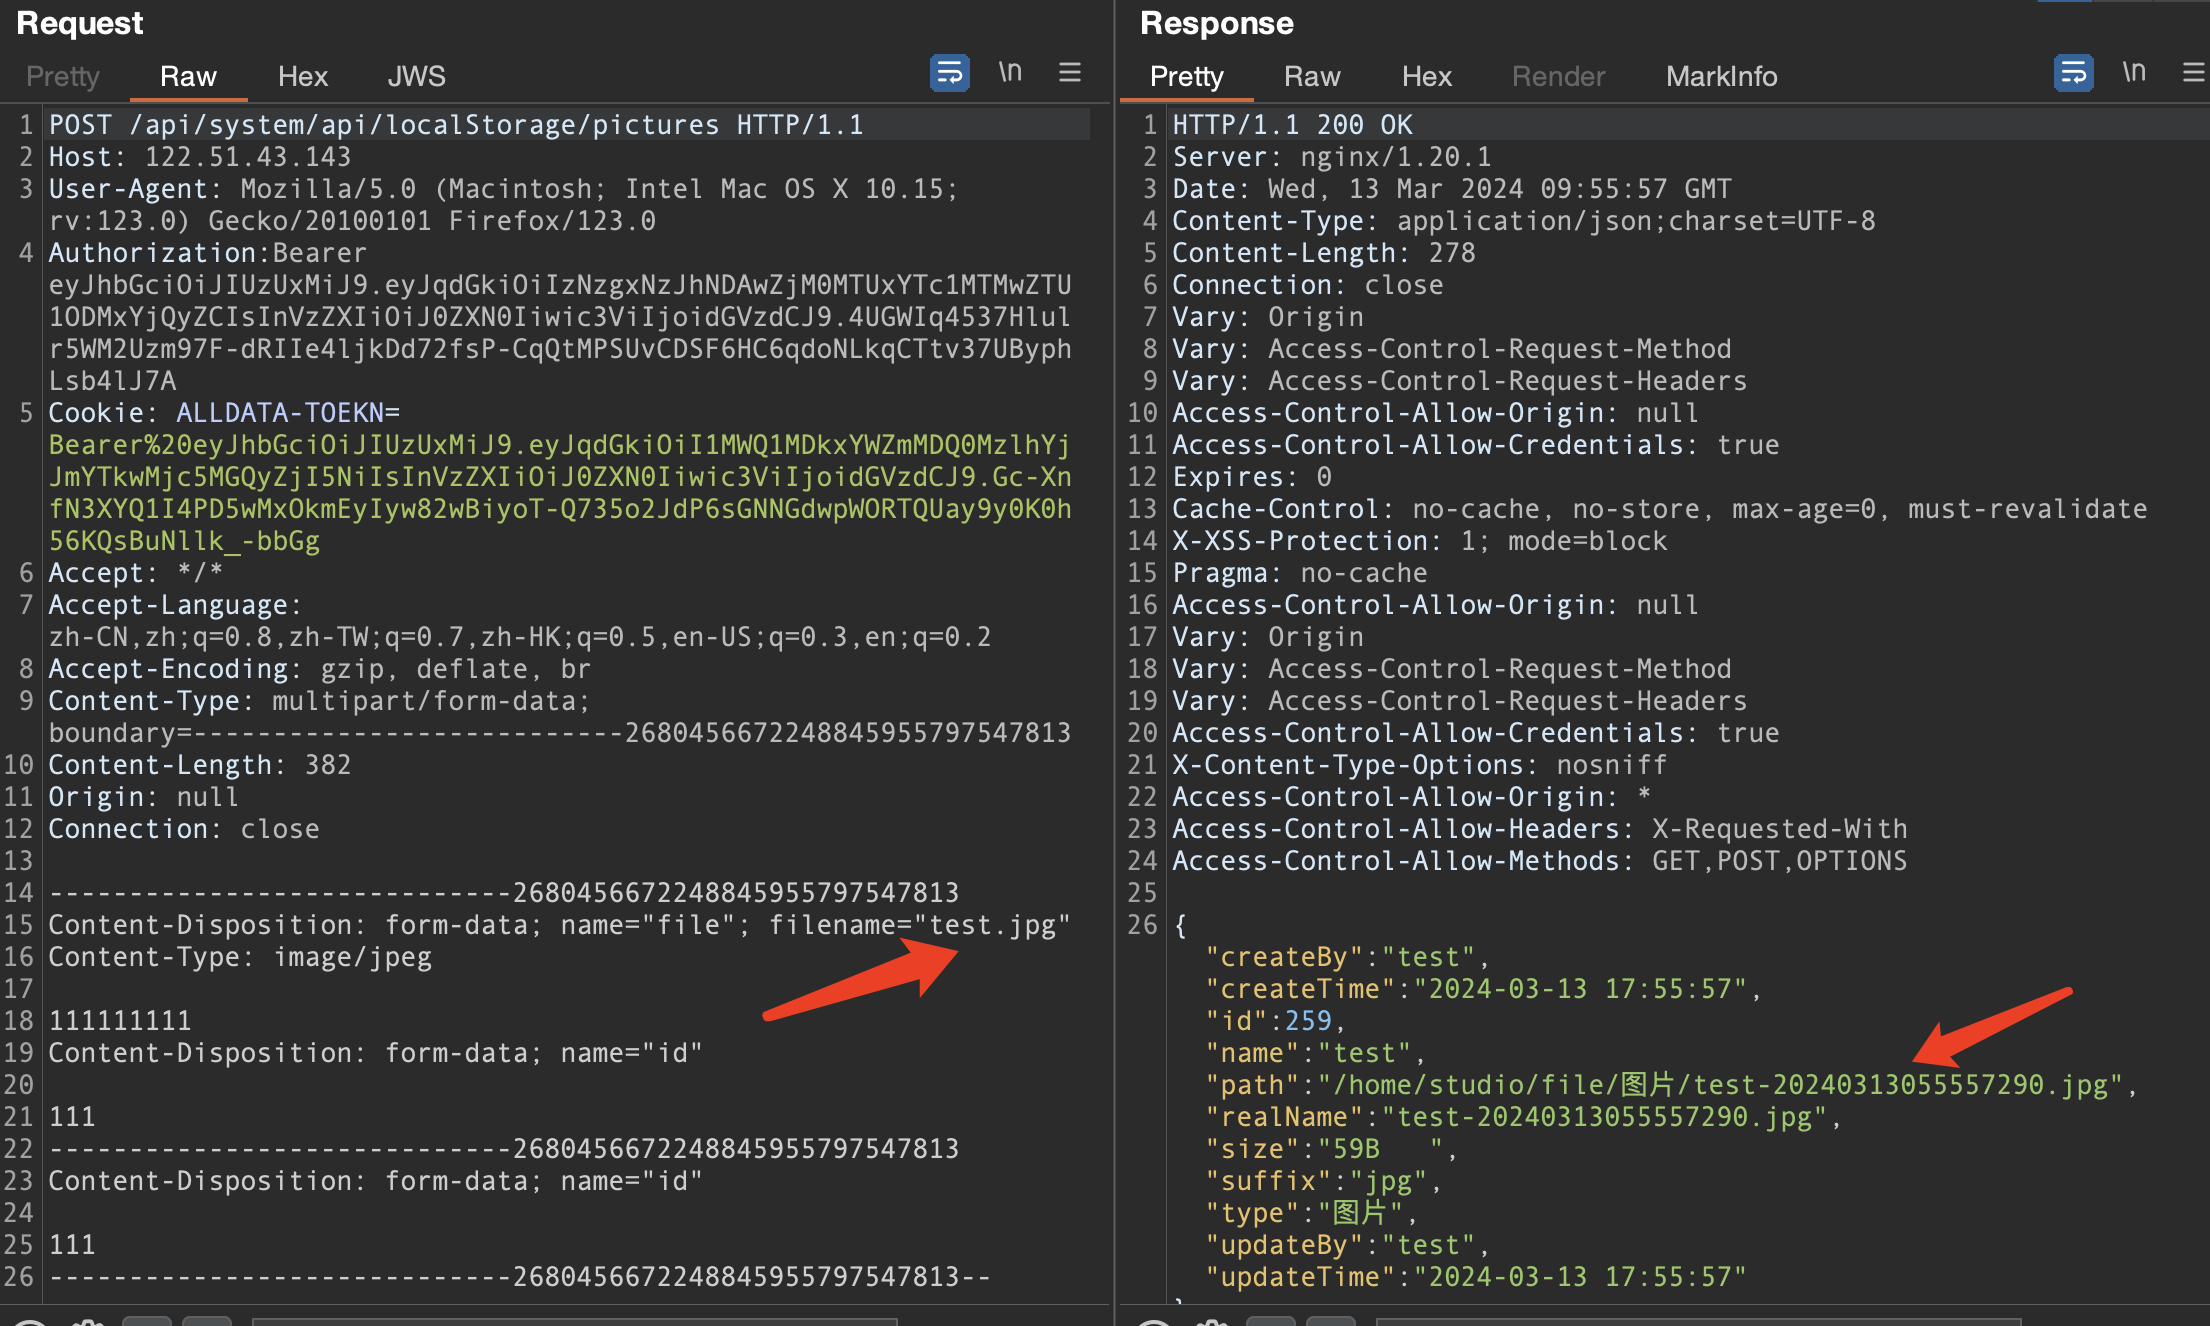 Request
Pretty Raw Hex JWS \n
1 POST /api/system/api/localStorage/pictures HTTP/1.1
2 Host: 122.51.43.143
3 User-Agent: Mozilla/5.0 (Macintosh; Intel Mac OS X 10.15;
rv:123.0) Gecko/20100101 Firefox/123.0
4 Authorization:Bearer
eyJhbGciOiJIUzUxMiJ9.eyJqdGkiOiIzNzgxNzJhNDAwZjM0MTUxYTc1MTMwZTU
1ODMxYjQyZCIsInVzZXIiOiJ0ZXN0Iiwic3ViIjoidGVzdCJ9.4UGWIq4537Hlul
r5WM2Uzm97F-dRIIe4ljkDd72fsP-CqQtMPSUvCDSF6HC6qdoNLkqCTtv37UByph
Lsb4lJ7A
5 Cookie: ALLDATA-TOEKN=
Bearer%20eyJhbGciOiJIUzUxMiJ9.eyJqdGkiOiI1MWQ1MDkxYWZmMDQ0MzlhYj
JmYTkwMjc5MGQyZjI5NiIsInVzZXIiOiJ0ZXN0Iiwic3ViIjoidGVzdCJ9.Gc-Xn
fN3XYQ1I4PD5wMxOkmEyIyw82wBiyoT-Q735o2JdP6sGNNGdwpWORTQUay9y0K0h
56KQsBuNllk_-bbGg
6 Accept: */*
7 Accept-Language:
zh-CN,zh;q=0.8,zh-TW;q=0.7,zh-HK;q=0.5,en-US;q=0.3,en;q=0.2
8 Accept-Encoding: gzip, deflate, br
9 Content-Type: multipart/form-data;
boundary=---------------------------2680456672248845955797547813
10 Content-Length: 382
11 Origin: null
12 Connection: close
13
14 -----------------------------2680456672248845955797547813
15 Content-Disposition: form-data; name="file"; filename="test.jpg"
16 Content-Type: image/jpeg
17
18 111111111
19 Content-Disposition: form-data; name="id"
20
21 111
22 -----------------------------2680456672248845955797547813
23 Content-Disposition: form-data; name="id"
24
25 111
26 -----------------------------2680456672248845955797547813--
Response
Pretty Raw Hex Render MarkInfo \n
1 HTTP/1.1 200 OK
2 Server: nginx/1.20.1
3 Date: Wed, 13 Mar 2024 09:55:57 GMT
4 Content-Type: application/json;charset=UTF-8
5 Content-Length: 278
6 Connection: close
7 Vary: Origin
8 Vary: Access-Control-Request-Method
9 Vary: Access-Control-Request-Headers
10 Access-Control-Allow-Origin: null
11 Access-Control-Allow-Credentials: true
12 Expires: 0
13 Cache-Control: no-cache, no-store, max-age=0, must-revalidate
14 X-XSS-Protection: 1; mode=block
15 Pragma: no-cache
16 Access-Control-Allow-Origin: null
17 Vary: Origin
18 Vary: Access-Control-Request-Method
19 Vary: Access-Control-Request-Headers
20 Access-Control-Allow-Credentials: true
21 X-Content-Type-Options: nosniff
22 Access-Control-Allow-Origin: *
23 Access-Control-Allow-Headers: X-Requested-With
24 Access-Control-Allow-Methods: GET,POST,OPTIONS
25
26 {
"createBy":"test",
"createTime":"2024-03-13 17:55:57",
"id":259,
"name":"test",
"path":"/home/studio/file/图片/test-20240313055557290.jpg",
"realName":"test-20240313055557290.jpg",
"size":"59B   ",
"suffix":"jpg",
"type":"图片",
"updateBy":"test",
"updateTime":"2024-03-13 17:55:57"
}